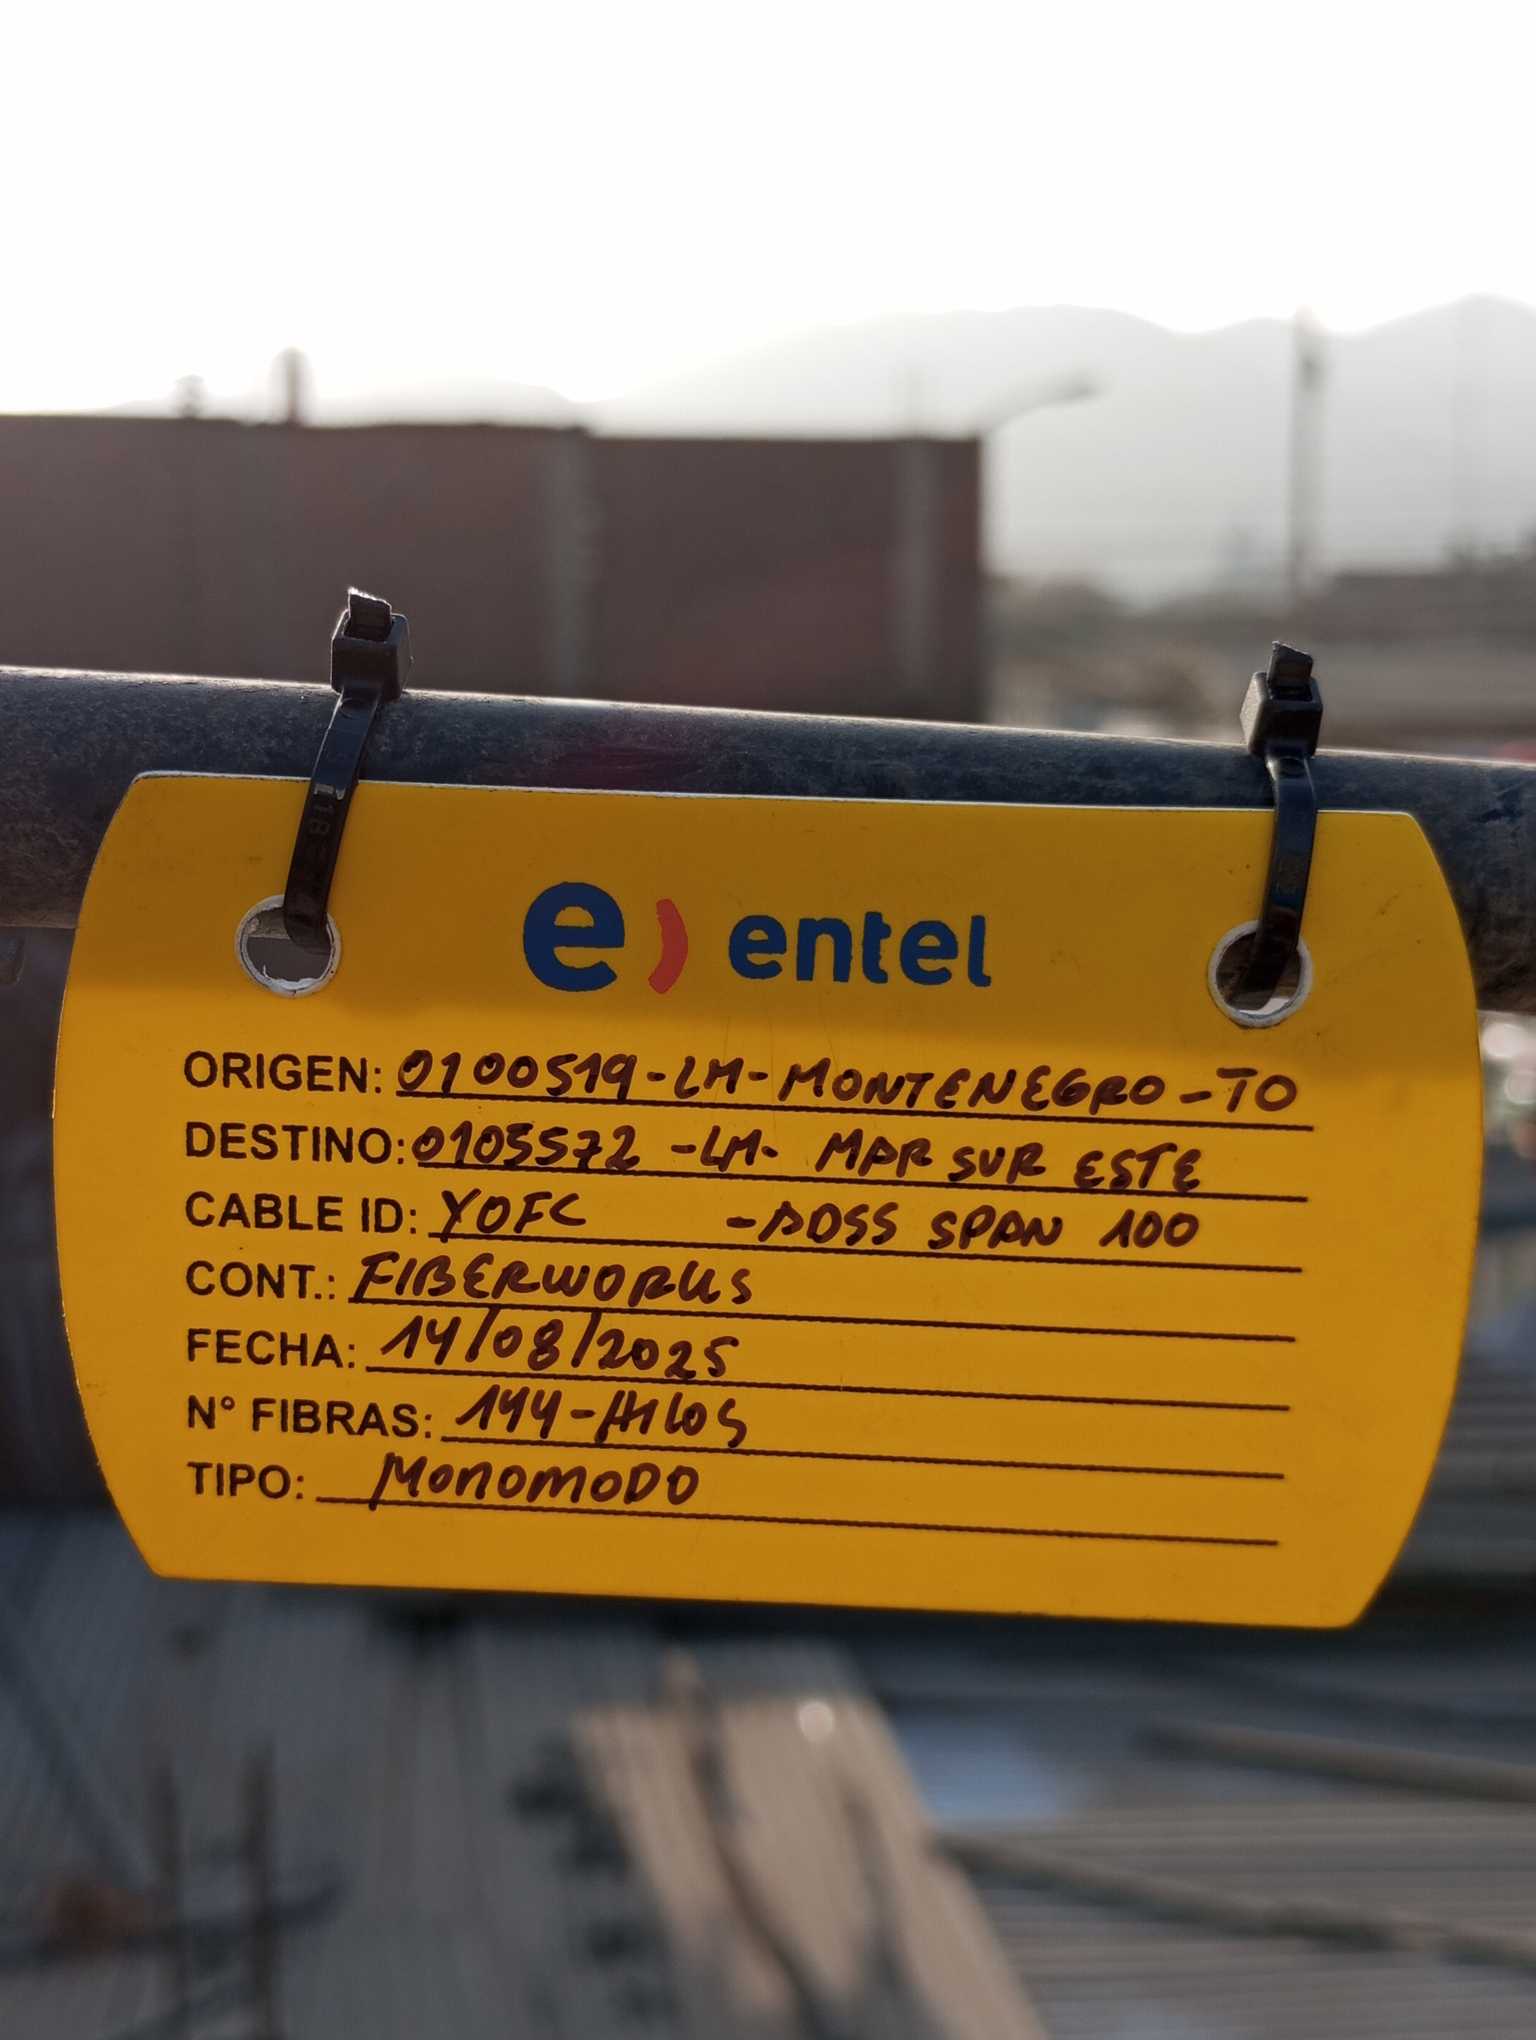 e) entel
ORIGEN: 0100519-LM-MONTENEGRO-TO
DESTINO: 0105572 -LM- MAR SUR ESTE
CABLE ID: YOFC -ADSS SPAN 100
CONT.: FIBERWORKS
FECHA: 14/08/2025
N° FIBRAS: 144-HILOS
TIPO: MONOMODO